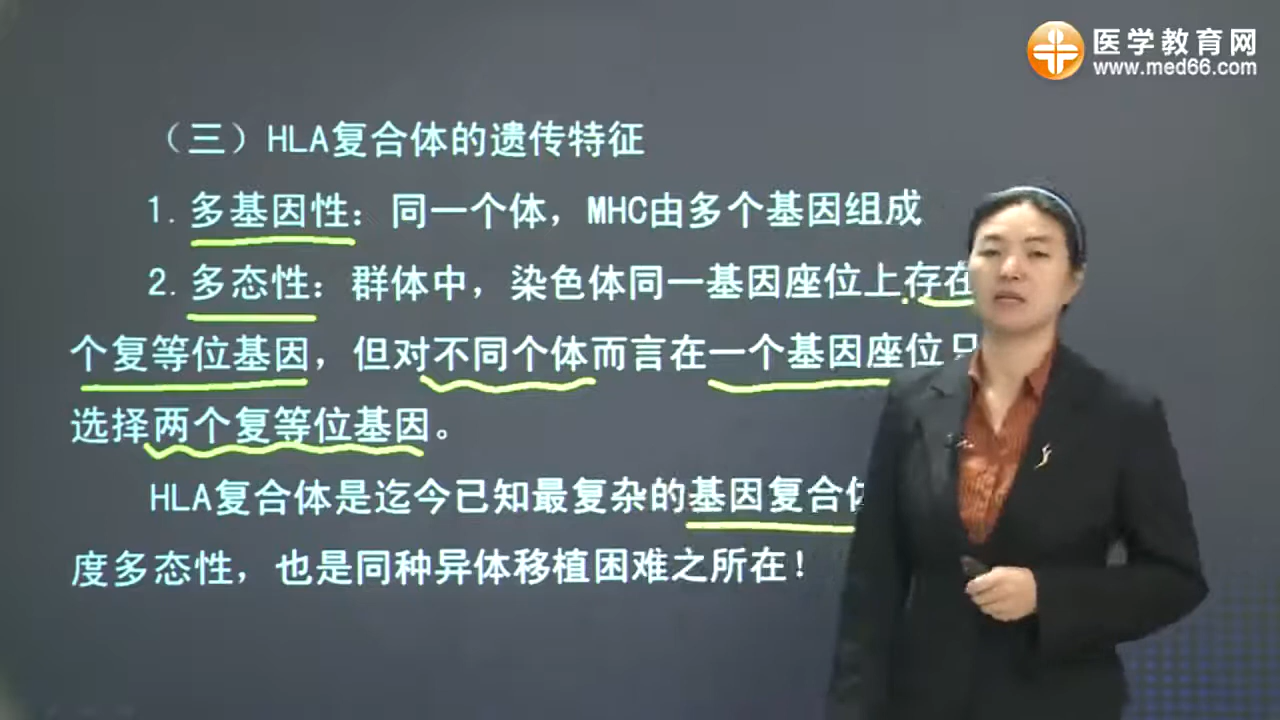 医学教育网
www.med66.com
（三）HLA复合体的遗传特征
1. 多基因性：同一个体，MHC由多个基因组成
2. 多态性：群体中，染色体同一基因座位上存在
个复等位基因，但对不同个体而言在一个基因座位只
选择两个复等位基因。
HLA复合体是迄今已知最复杂的基因复合体
度多态性，也是同种异体移植困难之所在！